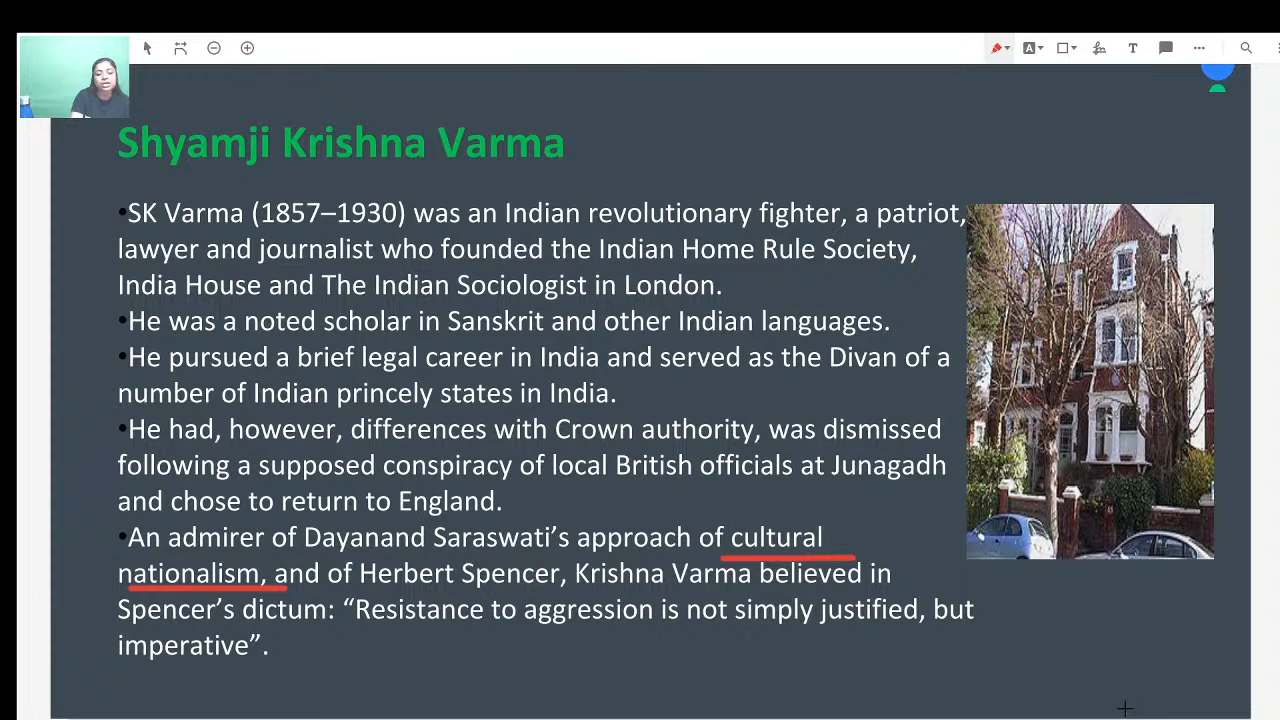 Shyamji Krishna Varma
•SK Varma (1857–1930) was an Indian revolutionary fighter, a patriot,
lawyer and journalist who founded the Indian Home Rule Society,
India House and The Indian Sociologist in London.
•He was a noted scholar in Sanskrit and other Indian languages.
•He pursued a brief legal career in India and served as the Divan of a
number of Indian princely states in India.
•He had, however, differences with Crown authority, was dismissed
following a supposed conspiracy of local British officials at Junagadh
and chose to return to England.
•An admirer of Dayanand Saraswati’s approach of cultural
nationalism, and of Herbert Spencer, Krishna Varma believed in
Spencer’s dictum: “Resistance to aggression is not simply justified, but
imperative”.